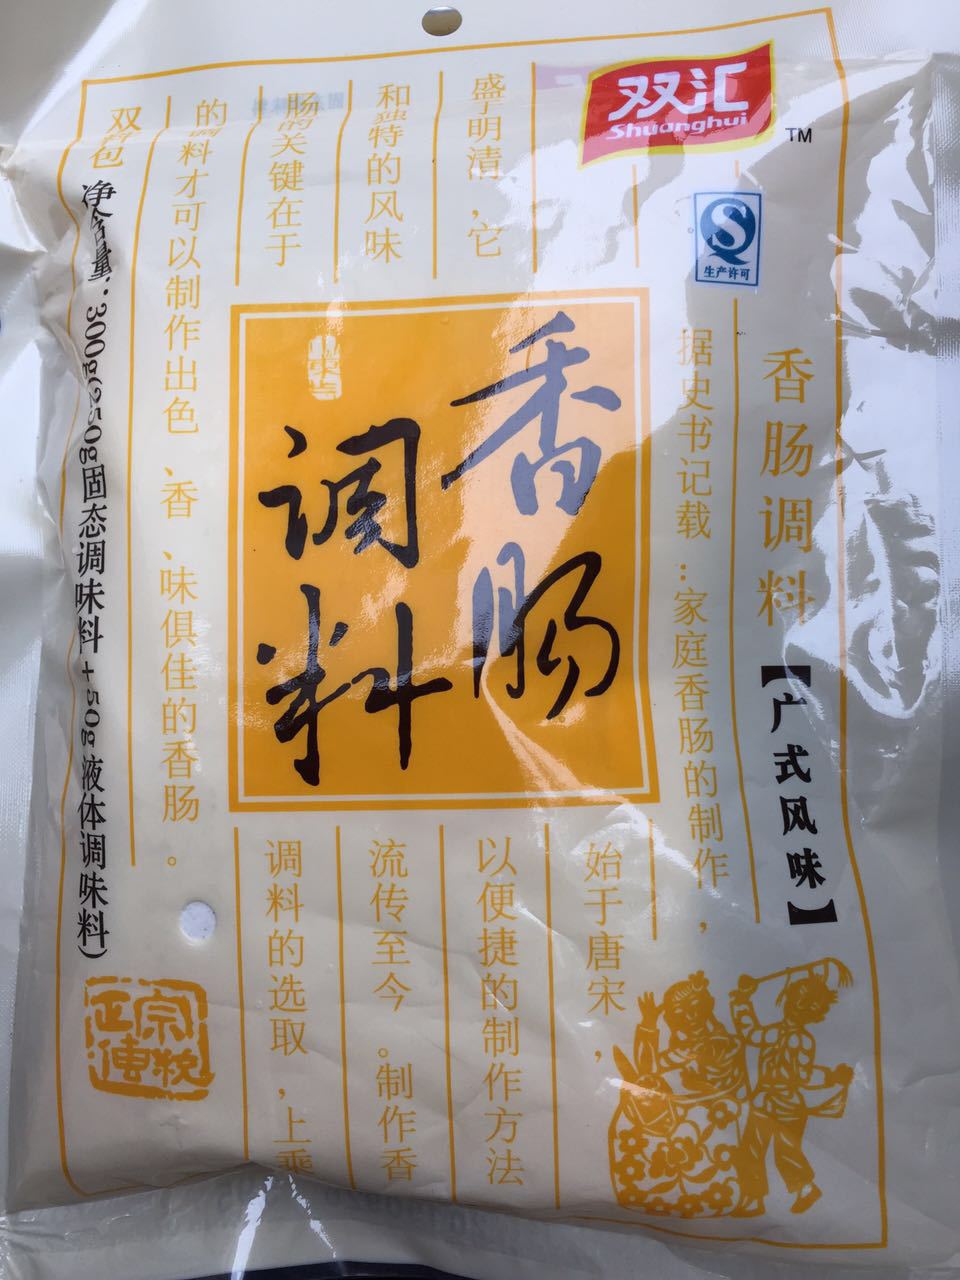 双汇
Shuanghui
TM
生产许可
香肠调料
【广式风味】
据史书记载:家庭香肠的制作,
始于唐宋,
盛于明清,它
以便捷的制作方法
和独特的风味
流传至今。制作香
肠的关键在于
调料的选取,上乘
的调料才可以制作出色、香、味俱佳的香肠。
香肠
调料
净含量:300g(250g固态调味料+50g液体调味料)